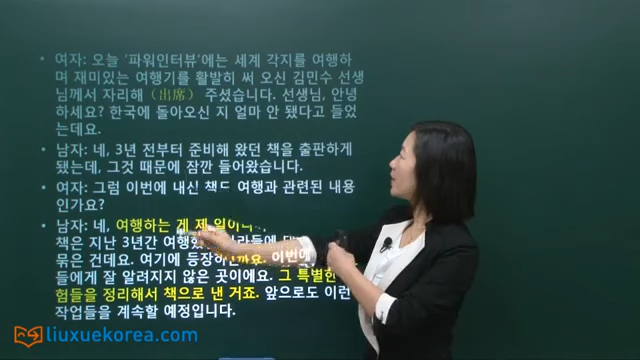 • 여자: 오늘 '파워인터뷰'에는 세계 각지를 여행하
며 재미있는 여행기를 활발히 써 오신 김민수 선생
님께서 자리해(出席) 주셨습니다. 선생님, 안녕
하세요? 한국에 돌아오신 지 얼마 안 됐다고 들었
는데요.
• 남자: 네, 3년 전부터 준비해 왔던 책을 출판하게
됐는데, 그것 때문에 잠깐 들어왔습니다.
• 여자: 그럼 이번에 내신 책도 여행과 관련된 내용
인가요?
• 남자: 네, 여행하는 게 제
책은 지난 3년간
묶은 건데요. 여기에 이번에
들에게 잘 알려지지 않은 곳이에요. 그 특별한
험들을 정리해서 책으로 낸 거죠. 앞으로도 이런
작업들을 계속할 예정입니다.
liuxuekorea.com